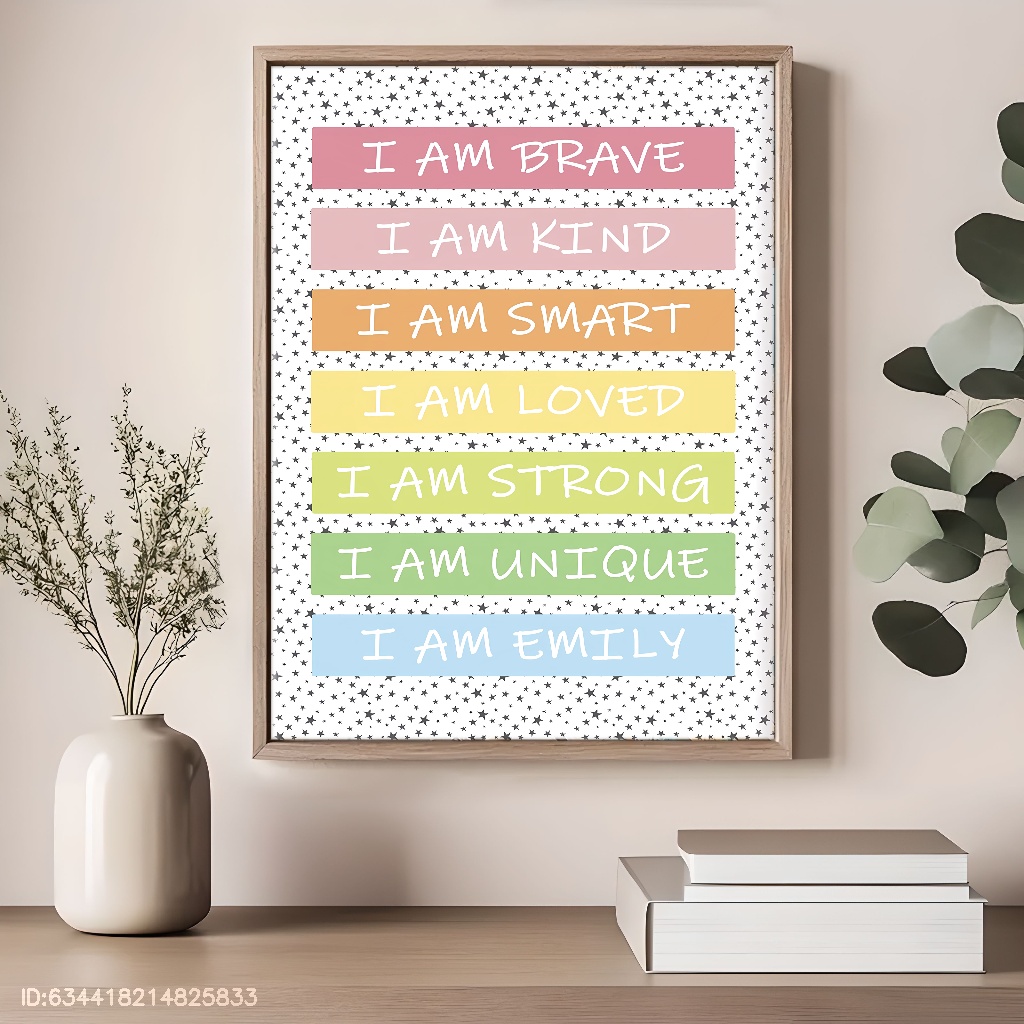 I AM BRAVE
I AM KIND
I AM SMART
I AM LOVED
I AM STRONG
I AM UNIQUE
I AM EMILY
ID:634418214825833